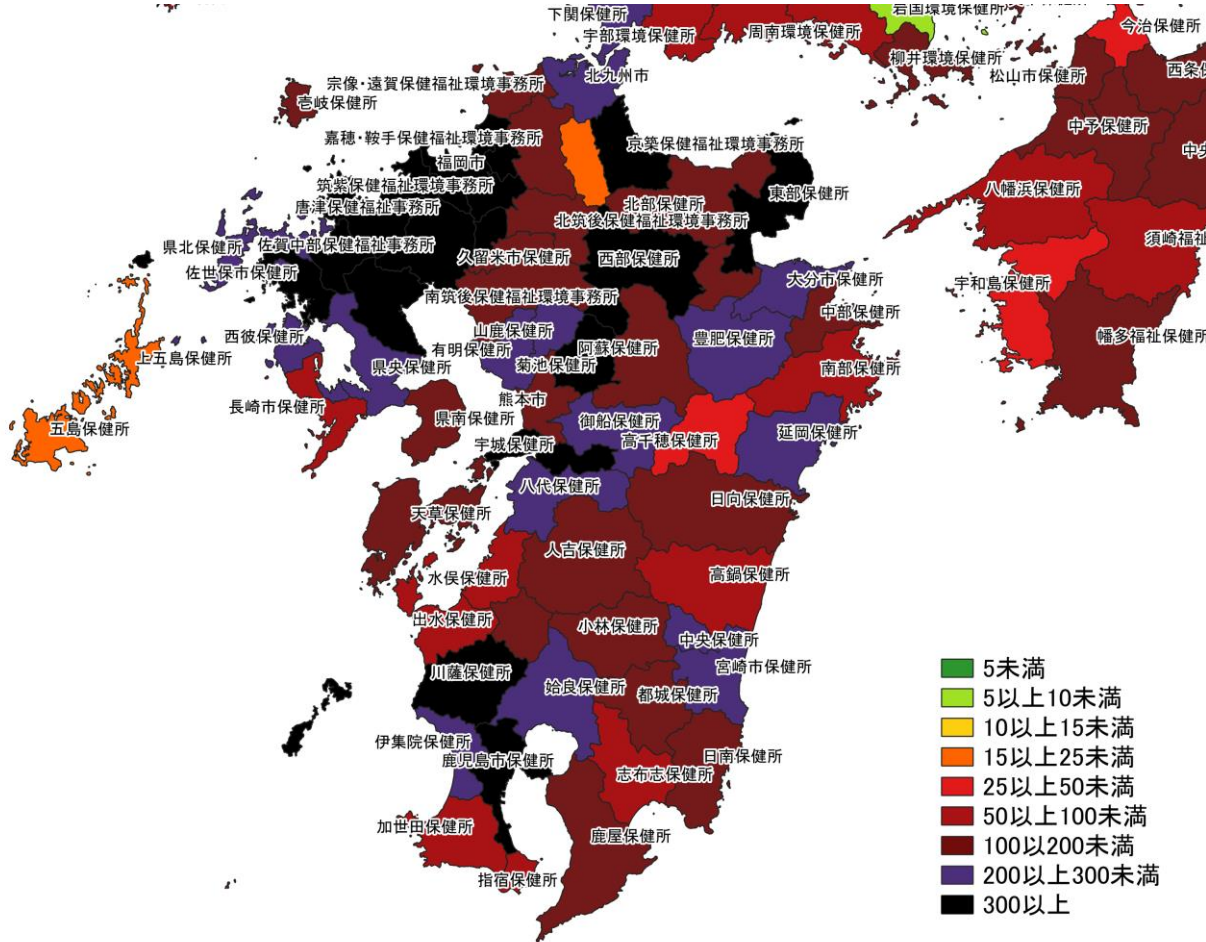 下関保健所
岩国環境保健所
宇部環境保健所
周南環境保健所
今治保健所
柳井環境保健所
北九州市
松山市保健所
西条保
宗像・遠賀保健福祉環境事務所
壱岐保健所
中予保健所
嘉穂・鞍手保健福祉環境事務所
京築保健福祉環境事務所
中央
福岡市
筑紫保健福祉環境事務所
東部保健所
八幡浜保健所
唐津保健福祉事務所
北部保健所
北筑後保健福祉環境事務所
県北保健所
佐賀中部保健福祉事務所
須崎福祉
久留米市保健所
西部保健所
佐世保市保健所
大分市保健所
宇和島保健所
南筑後保健福祉環境事務所
中部保健所
西彼保健所
山鹿保健所
豊肥保健所
幡多福祉保健所
上五島保健所
有明保健所
阿蘇保健所
県央保健所
菊池保健所
南部保健所
長崎市保健所
熊本市
県南保健所
御船保健所
五島保健所
延岡保健所
宇城保健所
高千穂保健所
八代保健所
日向保健所
天草保健所
人吉保健所
水俣保健所
高鍋保健所
出水保健所
小林保健所
中央保健所
川薩保健所
宮崎市保健所
姶良保健所
都城保健所
伊集院保健所
鹿児島市保健所
日南保健所
志布志保健所
加世田保健所
鹿屋保健所
指宿保健所
5未満
5以上10未満
10以上15未満
15以上25未満
25以上50未満
50以上100未満
100以200未満
200以上300未満
300以上